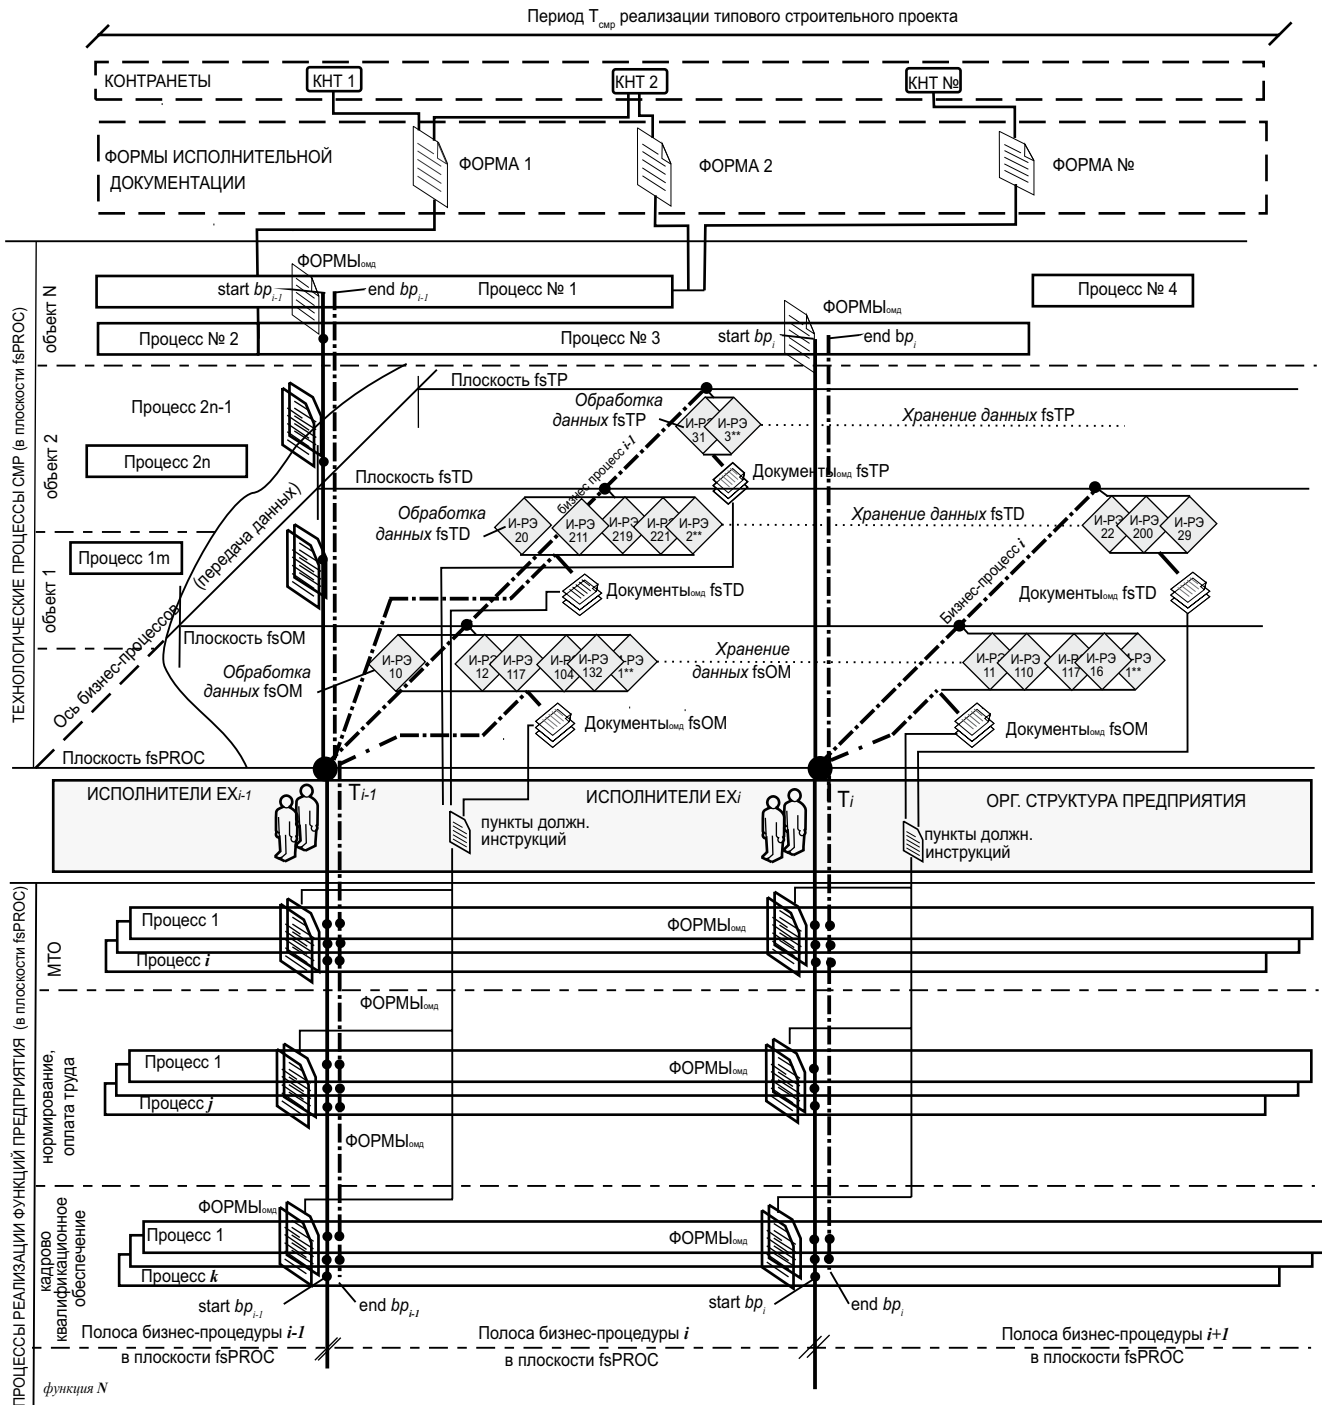 Период Tсмр реализации типового строительного проекта
КОНТРАНЕТЫ
КНТ 1
КНТ 2
КНТ №
ФОРМЫ ИСПОЛНИТЕЛЬНОЙ
ДОКУМЕНТАЦИИ
ФОРМА 1
ФОРМА 2
ФОРМА №
ТЕХНОЛОГИЧЕСКИЕ ПРОЦЕССЫ СМР (в плоскости fsPROC)
объект N
ФОРМЫомд
start bpi-1
end bpi-1
Процесс № 1
Процесс № 4
ФОРМЫомд
Процесс № 2
Процесс № 3
start bpi
end bpi
объект 2
Плоскость fsTP
Процесс 2n-1
Процесс 2n
Обработка
данных fsTP
И-РЭ
31
И-РЭ
3**
Хранение данных fsTP
Документыомд fsTP
бизнес процесс i-1
Плоскость fsTD
Обработка
данных fsTD
И-РЭ
20
И-РЭ
211
И-РЭ
219
И-РЭ
221
И-РЭ
2**
Хранение данных fsTD
И-РЭ
22
И-РЭ
200
И-РЭ
29
объект 1
Процесс 1m
(передача данных)
Ось бизнес-процессов
Документыомд fsTD
Бизнес-процесс i
Документыомд fsTD
Плоскость fsOM
Обработка
данных fsOM
И-РЭ
10
И-РЭ
12
И-РЭ
117
И-РЭ
104
И-РЭ
132
И-РЭ
1**
Хранение
данных fsOM
И-РЭ
11
И-РЭ
110
И-РЭ
117
И-РЭ
16
И-РЭ
1**
Документыомд fsOM
Документыомд fsOM
Плоскость fsPROC
ИСПОЛНИТЕЛИ EXi-1
Ti-1
ИСПОЛНИТЕЛИ EXi
Ti
ОРГ. СТРУКТУРА ПРЕДПРИЯТИЯ
пункты должн.
инструкций
пункты должн.
инструкций
ПРОЦЕССЫ РЕАЛИЗАЦИИ ФУНКЦИЙ ПРЕДПРИЯТИЯ (в плоскости fsPROC)
МТО
Процесс 1
Процесс i
ФОРМЫомд
ФОРМЫомд
нормирование,
оплата труда
Процесс 1
Процесс j
ФОРМЫомд
ФОРМЫомд
кадрово
квалификационное
обеспечение
ФОРМЫомд
Процесс 1
Процесс k
ФОРМЫомд
start bpi-1
end bpi-1
start bpi
end bpi
Полоса бизнес-процедуры i-1
в плоскости fsPROC
Полоса бизнес-процедуры i
в плоскости fsPROC
Полоса бизнес-процедуры i+1
в плоскости fsPROC
функция N